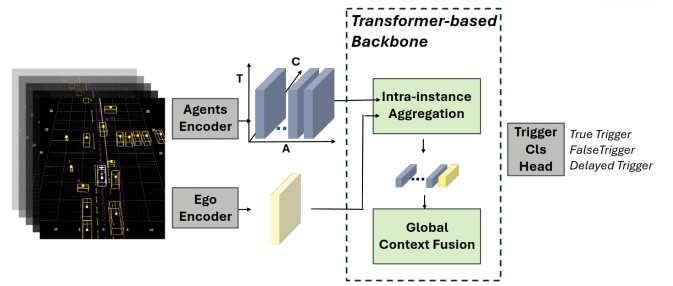 Transformer-based
Backbone
Agents
Encoder
T
C
A
Intra-instance
Aggregation
Ego
Encoder
Global
Context Fusion
Trigger
Cls
Head
True Trigger
FalseTrigger
Delayed Trigger